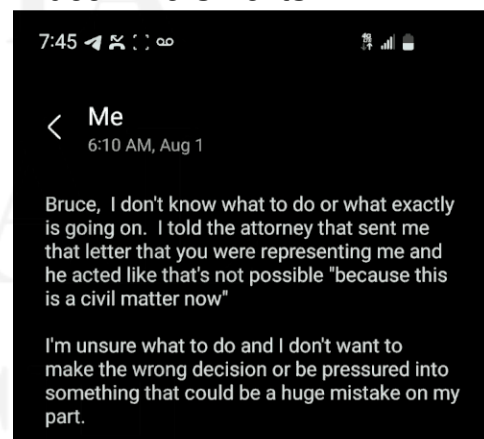 7:45
Me
6:10 AM, Aug 1
Bruce,  I don't know what to do or what exactly
is going on.  I told the attorney that sent me
that letter that you were representing me and
he acted like that's not possible "because this
is a civil matter now"
I'm unsure what to do and I don't want to
make the wrong decision or be pressured into
something that could be a huge mistake on my
part.